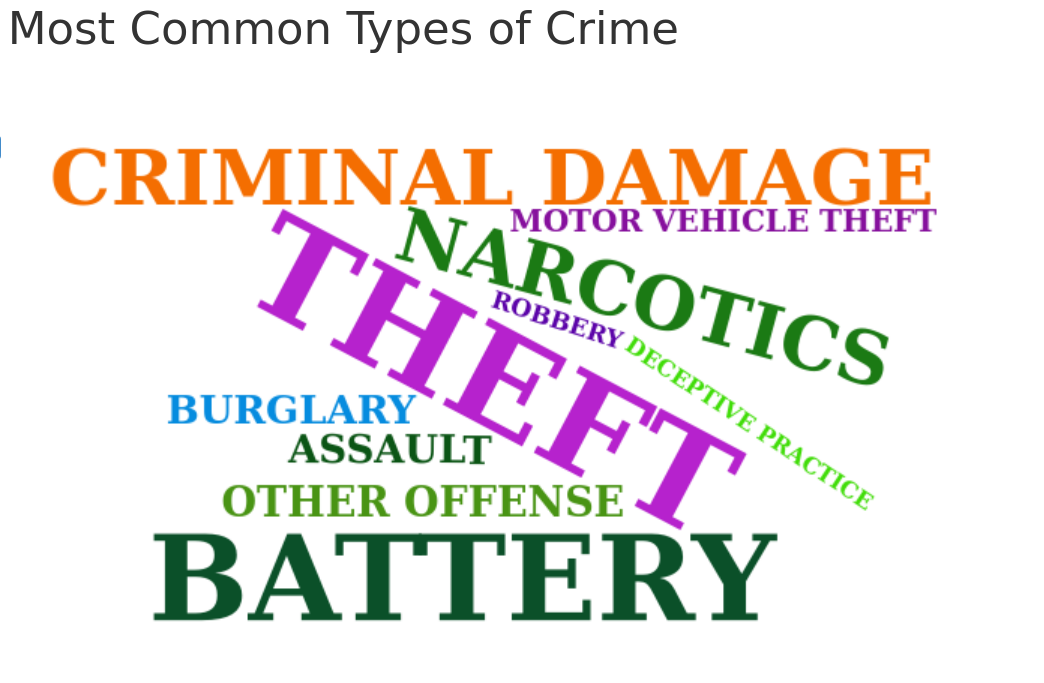 Most Common Types of Crime
CRIMINAL DAMAGE
MOTOR VEHICLE THEFT
NARCOTICS
THEFT
ROBBERY
DECEPTIVE PRACTICE
BURGLARY
ASSAULT
OTHER OFFENSE
BATTERY